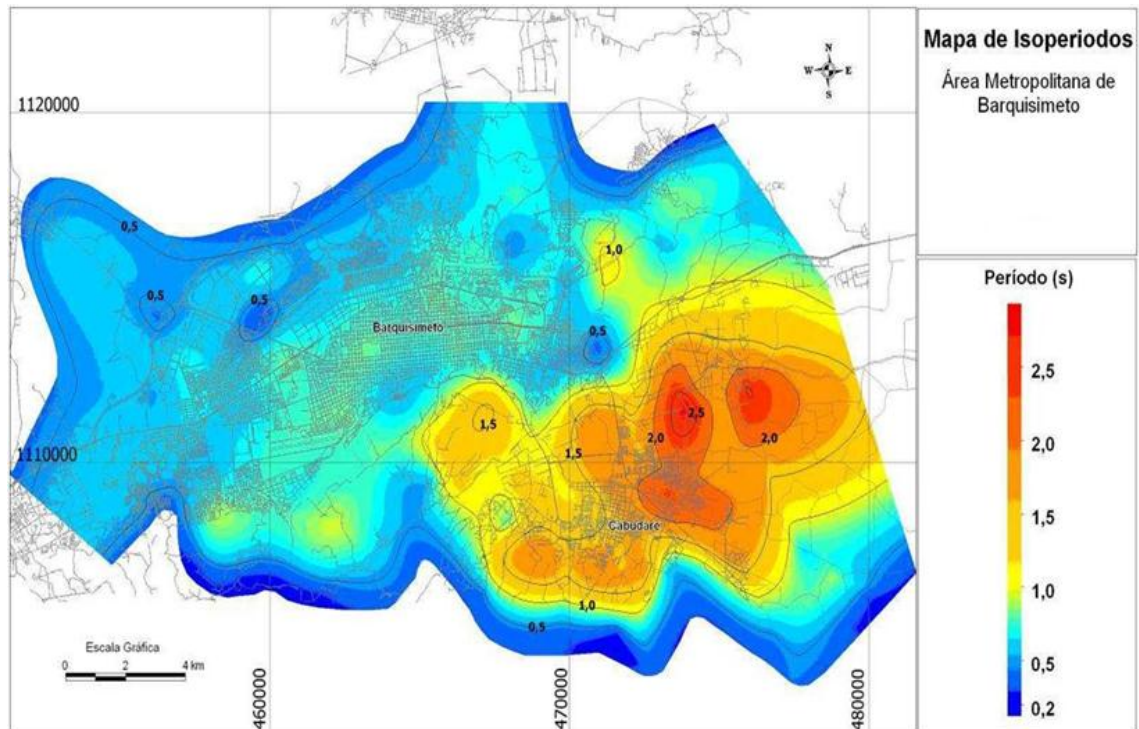 Mapa de Isoperiodos
Área Metropolitana de
Barquisimeto
N
W E
S
1120000
0,5
1,0
0,5
0,5
Barquisimeto
0,5
1,5
2,5
2,0
2,0
1,5
1110000
Cabudare
1,0
0,5
Escala Gráfica
0 2 4 km
460000
470000
480000
Período (s)
2,5
2,0
1,5
1,0
0,5
0,2